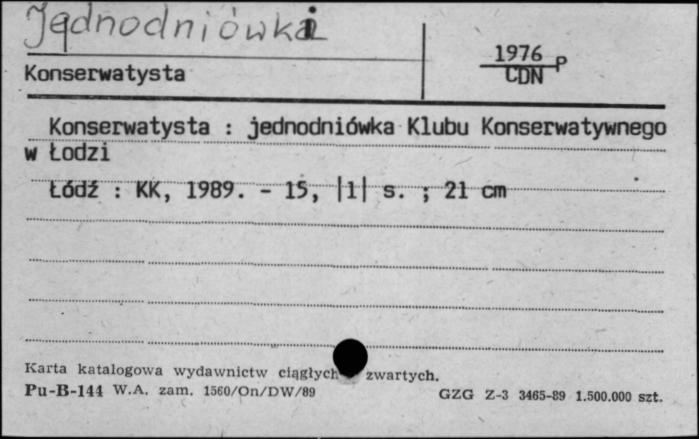 Jednodniówki
1976 P
CDN
Konserwatysta
Konserwatysta : jednodniówka Klubu Konserwatywnego
w Łodzi
Łódź : KK, 1989. - 15, |1| s. ; 21 cm
Karta katalogowa wydawnictw ciągłych zwartych.
Pu-B-144 W.A. zam. 1560/On/DW/89
GZG Z-3 3465-89 1.500.000 szt.